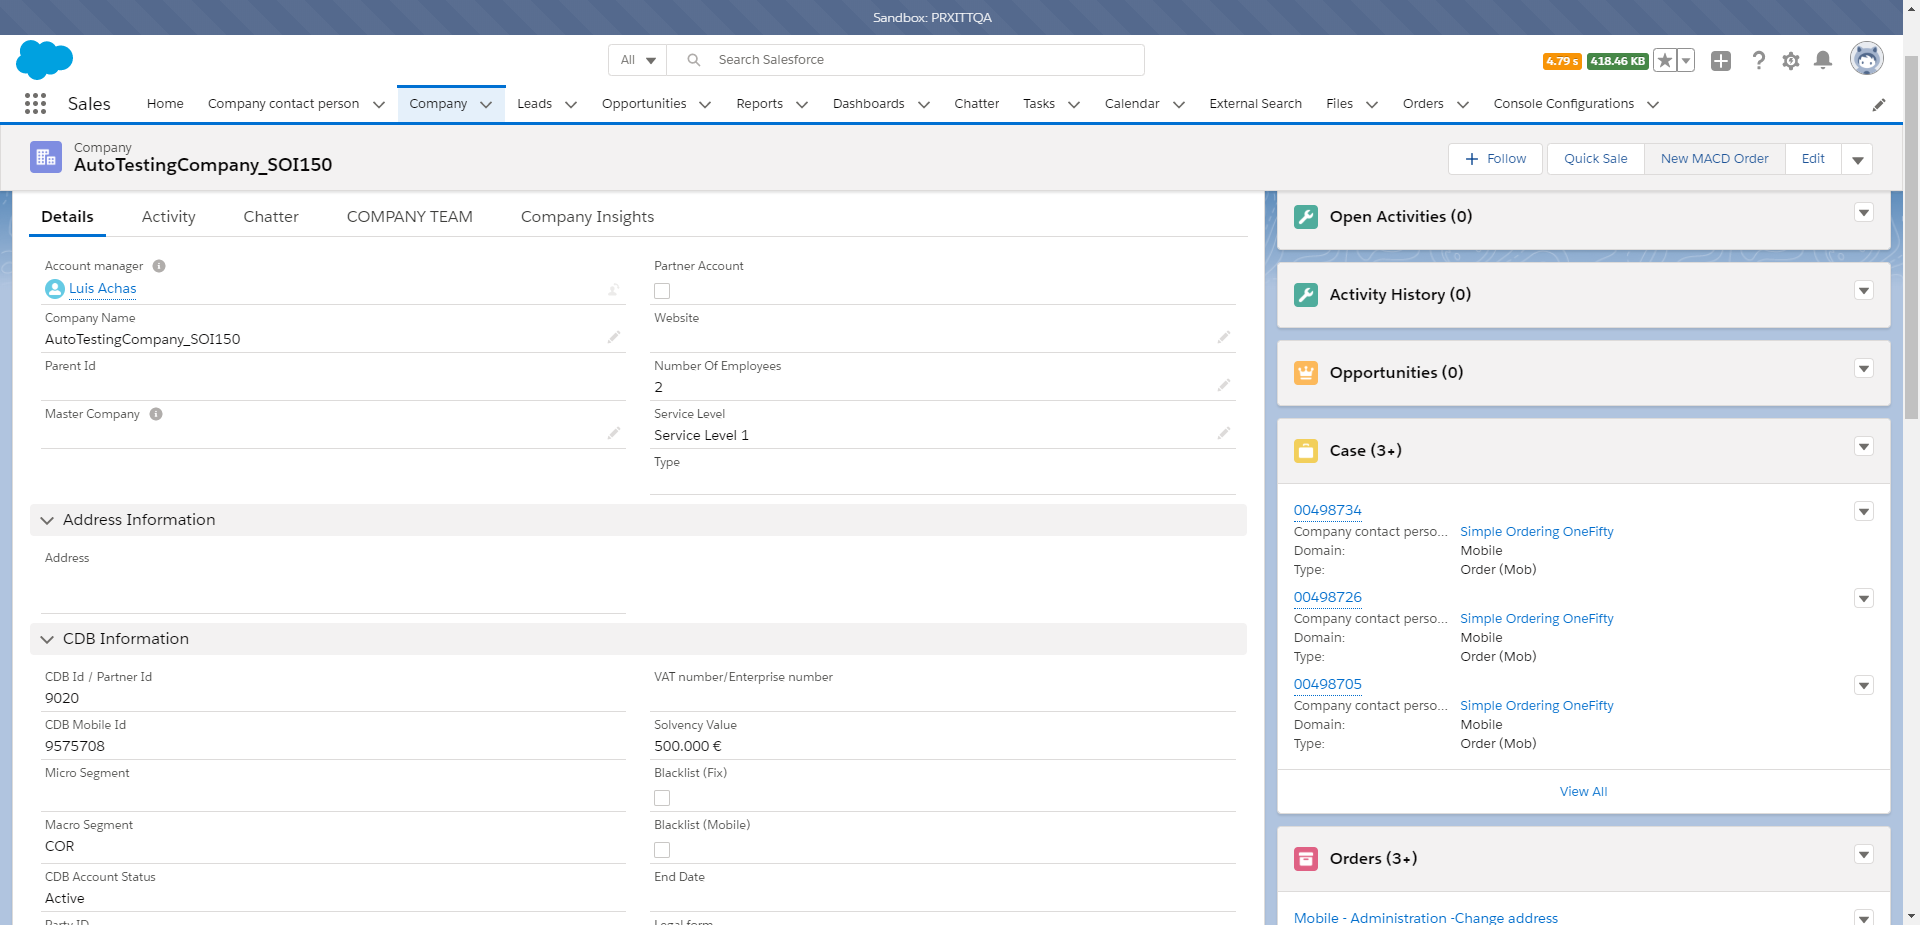 Sandbox: PRXITTQA
All
Search Salesforce
4.79 s
418.46 KB
Sales
Home
Company contact person
Company
Leads
Opportunities
Reports
Dashboards
Chatter
Tasks
Calendar
External Search
Files
Orders
Console Configurations
Company
AutoTestingCompany_SOI150
Follow
Quick Sale
New MACD Order
Edit
Details
Activity
Chatter
COMPANY TEAM
Company Insights
Account manager
Luis Achas
Partner Account
Company Name
AutoTestingCompany_SOI150
Website
Parent Id
Number Of Employees
2
Master Company
Service Level
Service Level 1
Type
Address Information
Address
CDB Information
CDB Id / Partner Id
9020
VAT number/Enterprise number
CDB Mobile Id
9575708
Solvency Value
500.000 €
Micro Segment
Blacklist (Fix)
Macro Segment
COR
Blacklist (Mobile)
CDB Account Status
Active
End Date
Party ID
Legal form
Open Activities (0)
Activity History (0)
Opportunities (0)
Case (3+)
00498734
Company contact perso... Simple Ordering OneFifty
Domain: Mobile
Type: Order (Mob)
00498726
Company contact perso... Simple Ordering OneFifty
Domain: Mobile
Type: Order (Mob)
00498705
Company contact perso... Simple Ordering OneFifty
Domain: Mobile
Type: Order (Mob)
View All
Orders (3+)
Mobile - Administration -Change address